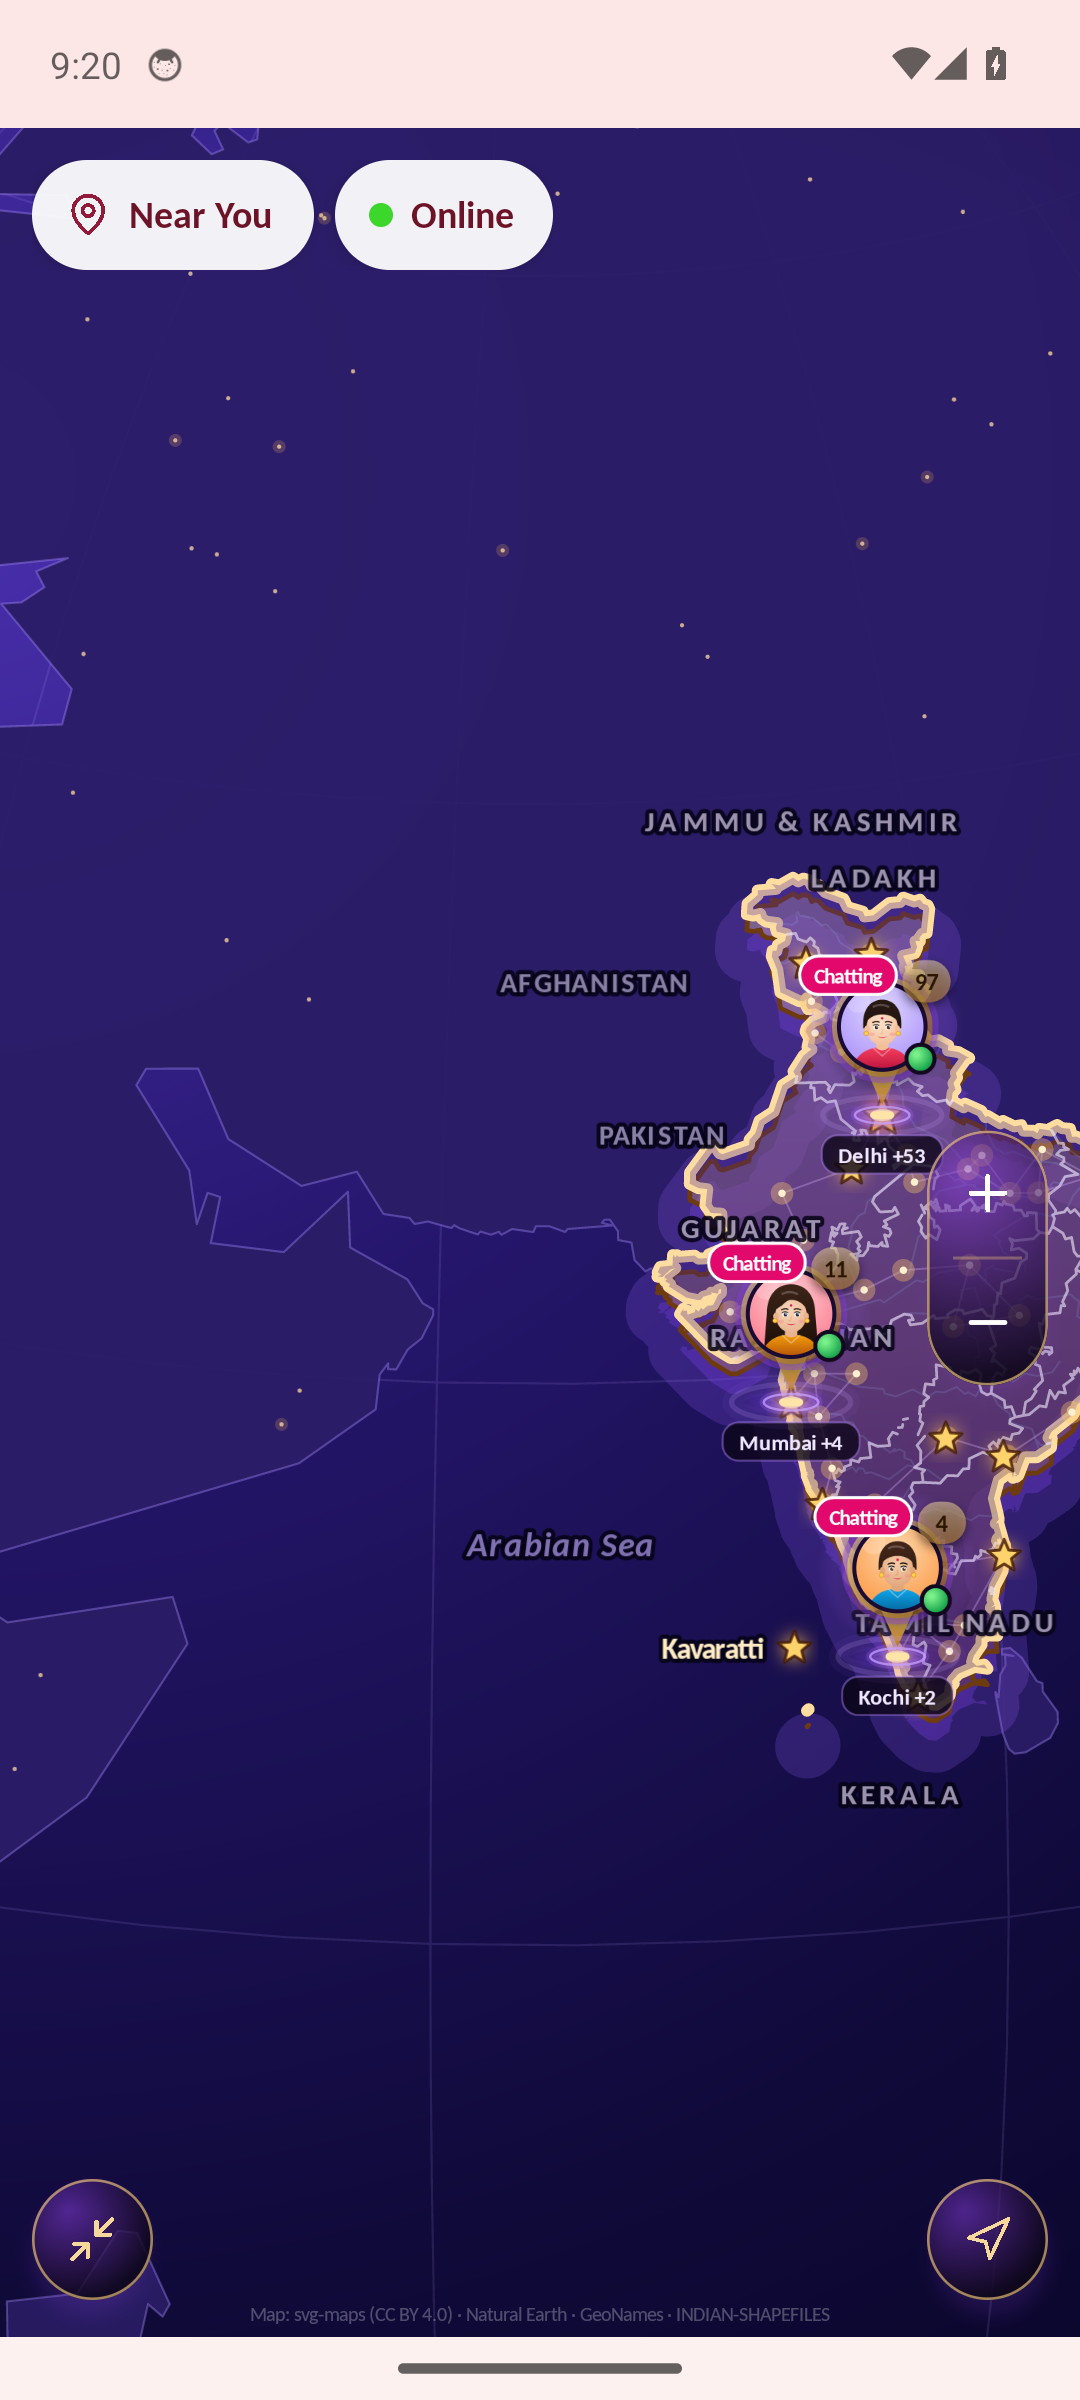 9:20
Near You
Online
JAMMU & KASHMIR
LADAKH
AFGHANISTAN
Chatting
97
PAKISTAN
Delhi +53
GUJARAT
Chatting
11
Mumbai +4
Chatting
4
Arabian Sea
TAMIL NADU
Kavaratti
Kochi +2
KERALA
Map: svg-maps (CC BY 4.0) · Natural Earth · GeoNames · INDIAN-SHAPEFILES